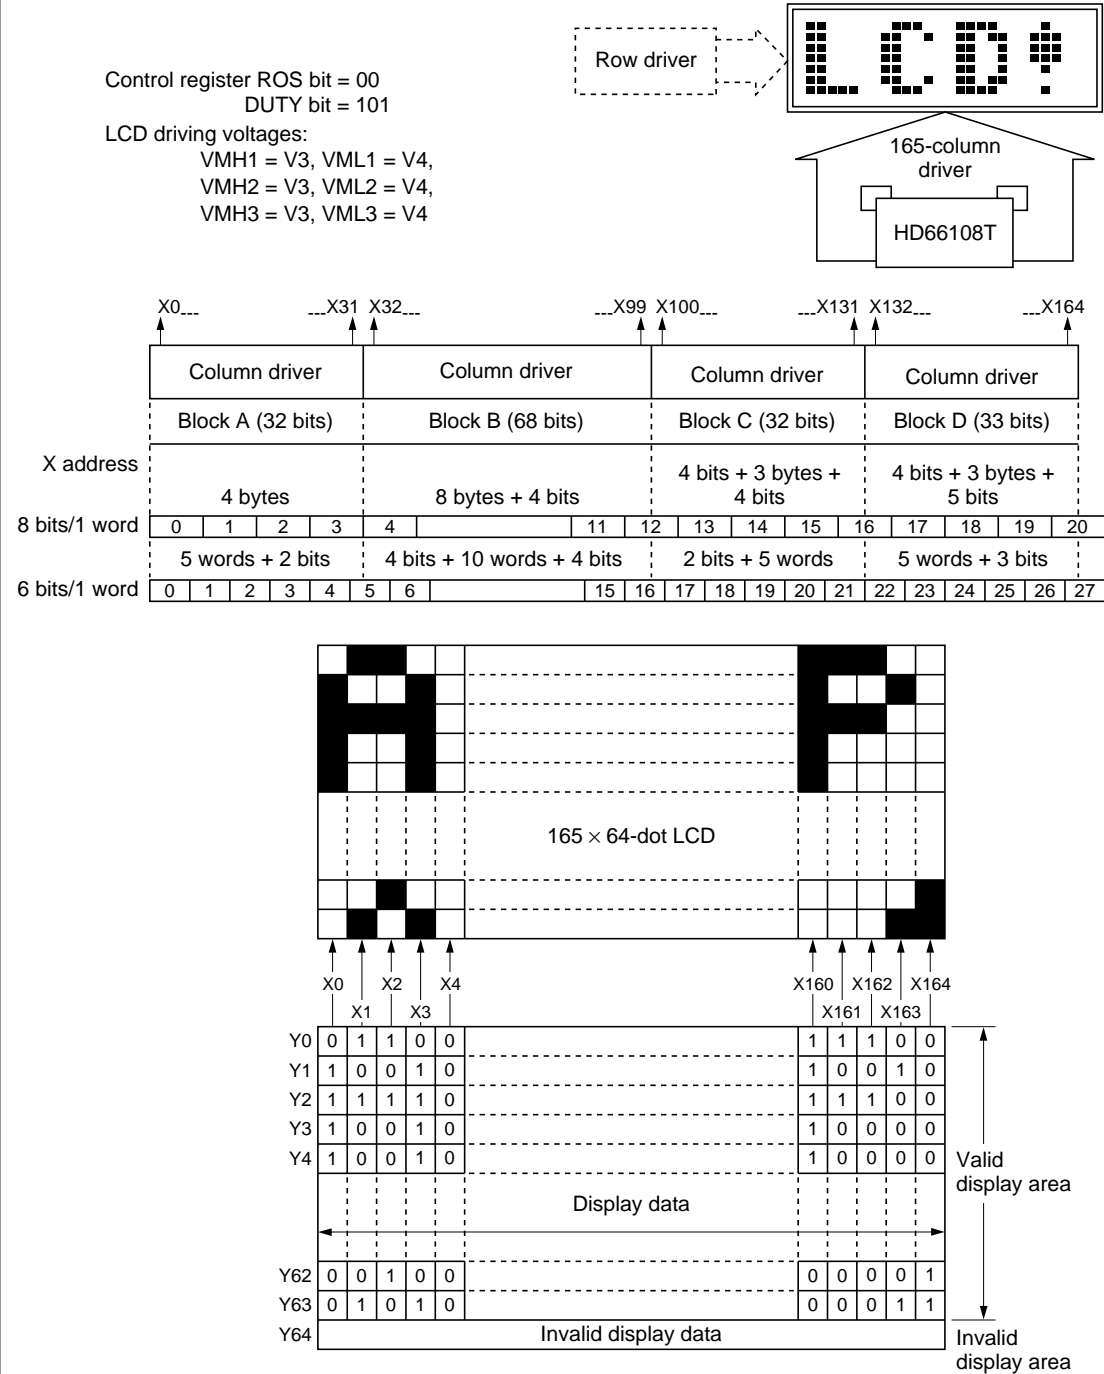 Row driver
LCD!
Control register ROS bit = 00
DUTY bit = 101
LCD driving voltages:
VMH1 = V3, VML1 = V4,
VMH2 = V3, VML2 = V4,
VMH3 = V3, VML3 = V4
165-column
driver
HD66108T
X0--- ---X31 X32--- ---X99 X100--- ---X131 X132--- ---X164
Column driver Column driver Column driver Column driver
Block A (32 bits) Block B (68 bits) Block C (32 bits) Block D (33 bits)
X address
4 bytes 8 bytes + 4 bits 4 bits + 3 bytes + 4 bits 4 bits + 3 bytes + 5 bits
8 bits/1 word 0 1 2 3 4 11 12 13 14 15 16 17 18 19 20
5 words + 2 bits 4 bits + 10 words + 4 bits 2 bits + 5 words 5 words + 3 bits
6 bits/1 word 0 1 2 3 4 5 6 15 16 17 18 19 20 21 22 23 24 25 26 27
165 × 64-dot LCD
X0 X2 X4 X160 X162 X164
X1 X3 X161 X163
Y0 0 1 1 0 0 1 1 1 0 0
Y1 1 0 0 1 0 1 0 0 1 0
Y2 1 1 1 1 0 1 1 1 0 0
Y3 1 0 0 1 0 1 0 0 0 0
Y4 1 0 0 1 0 1 0 0 0 0
Valid
display area
Display data
Y62 0 0 1 0 0 0 0 0 0 1
Y63 0 1 0 1 0 0 0 0 1 1
Y64 Invalid display data
Invalid
display area